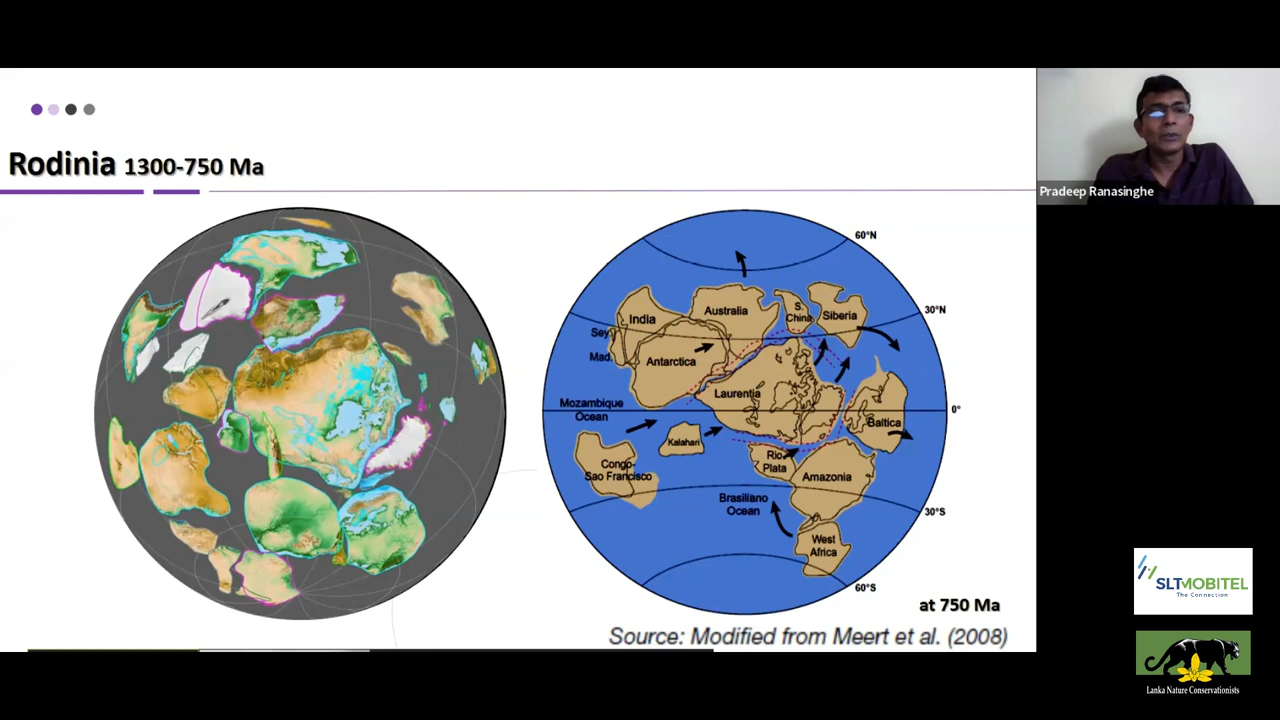 Rodinia 1300-750 Ma
Pradeep Ranasinghe
60°N
30°N
0°
30°S
60°S
India
Australia
S.
China
Siberia
Sey.
Mad.
Antarctica
Laurentia
Mozambique
Ocean
Kalahari
Baltica
Congo-
Sao Francisco
Rio
Plata
Amazonia
Brasiliano
Ocean
West
Africa
at 750 Ma
Source: Modified from Meert et al. (2008)
SLTMOBITEL
The Connection
Lanka Nature Conservationists